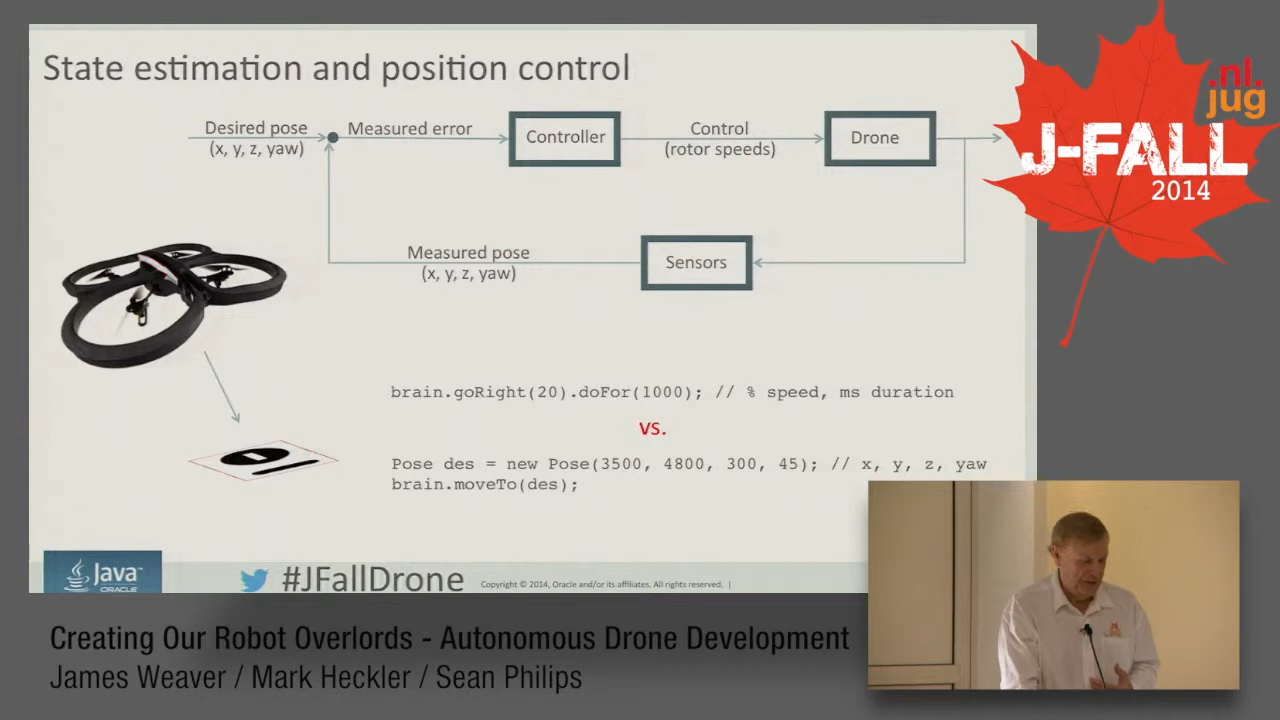 State estimation and position control
Desired pose
(x, y, z, yaw)
Measured error
Controller
Control
(rotor speeds)
Drone
Measured pose
(x, y, z, yaw)
Sensors
brain.goRight(20).doFor(1000); // % speed, ms duration
vs.
Pose des = new Pose(3500, 4800, 300, 45); // x, y, z, yaw
brain.moveTo(des);
Java™
ORACLE
#JFallDrone
Copyright © 2014, Oracle and/or its affiliates. All rights reserved. |
.nl.
jug
J-FALL
2014
Creating Our Robot Overlords - Autonomous Drone Development
James Weaver / Mark Heckler / Sean Philips